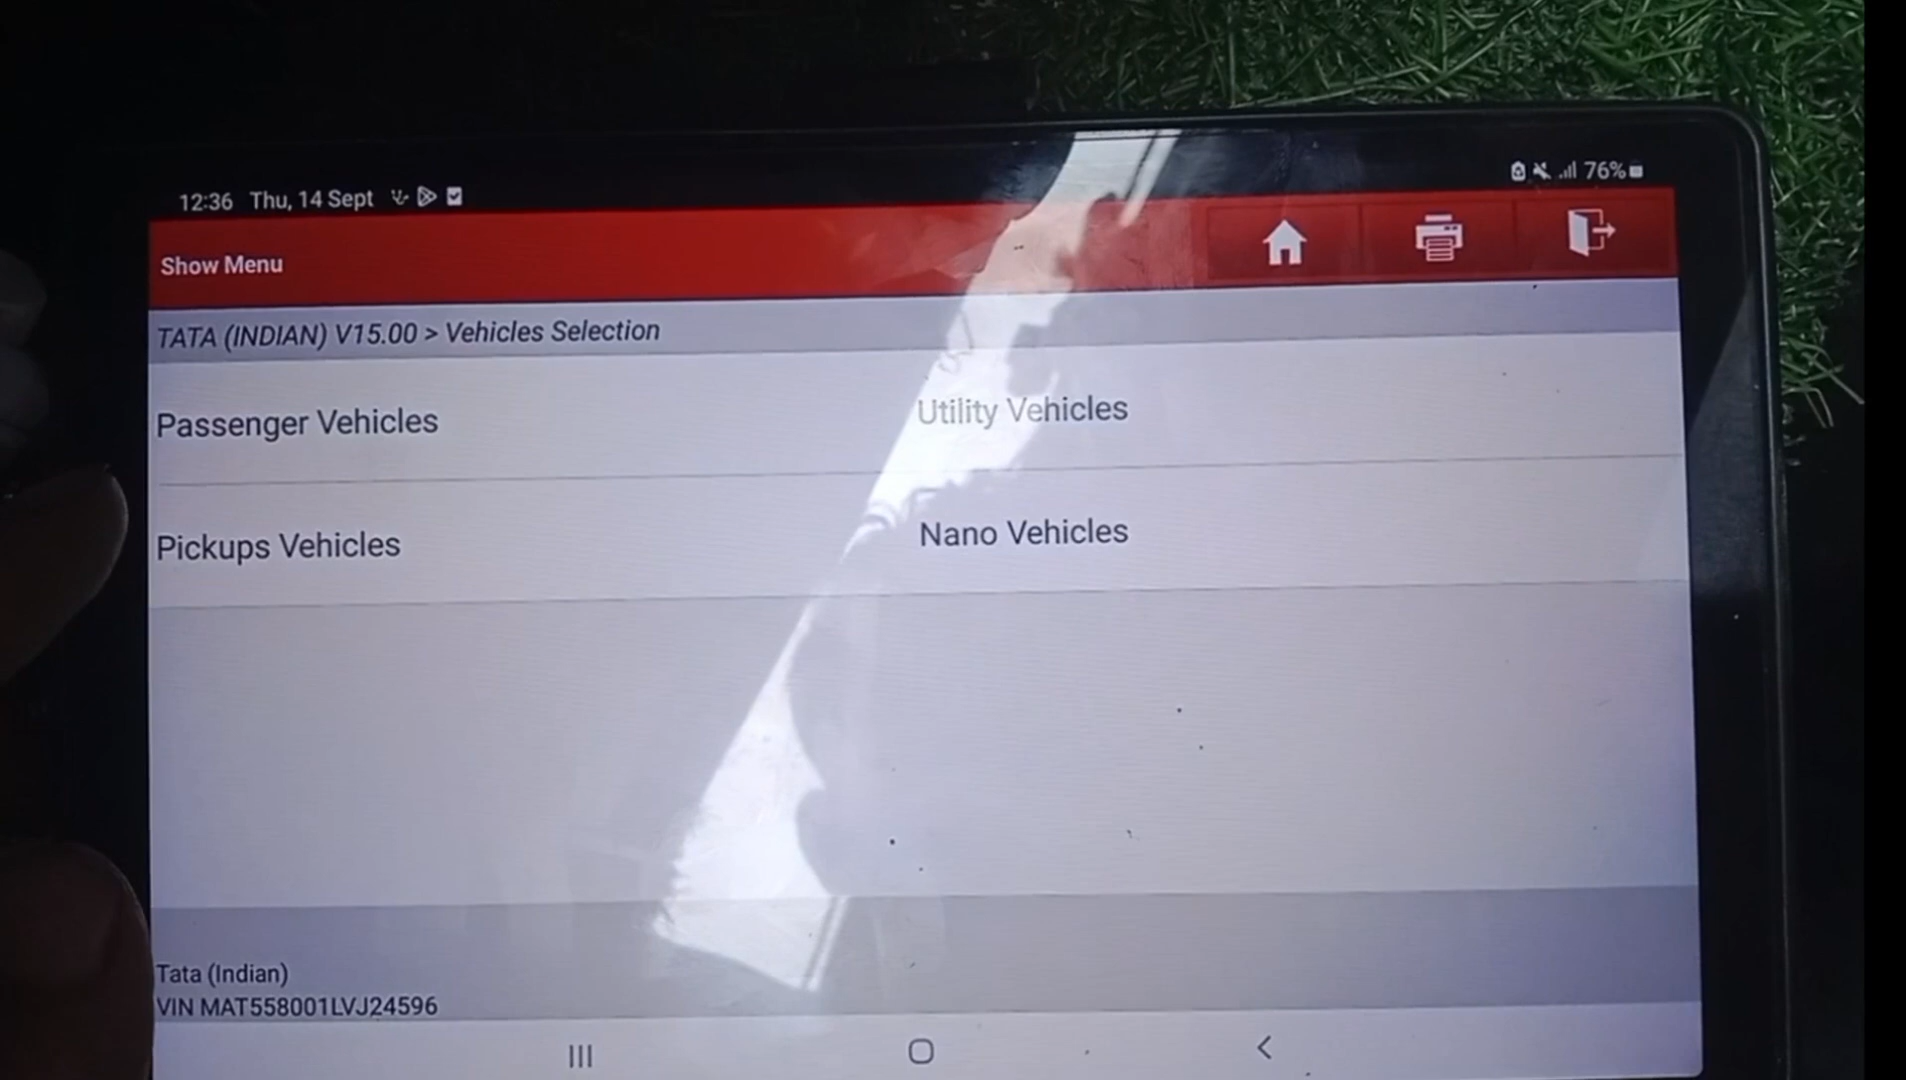 12:36 Thu, 14 Sept
76%
Show Menu
TATA (INDIAN) V15.00 > Vehicles Selection
Passenger Vehicles
Utility Vehicles
Pickups Vehicles
Nano Vehicles
Tata (Indian)
VIN MAT558001LVJ24596